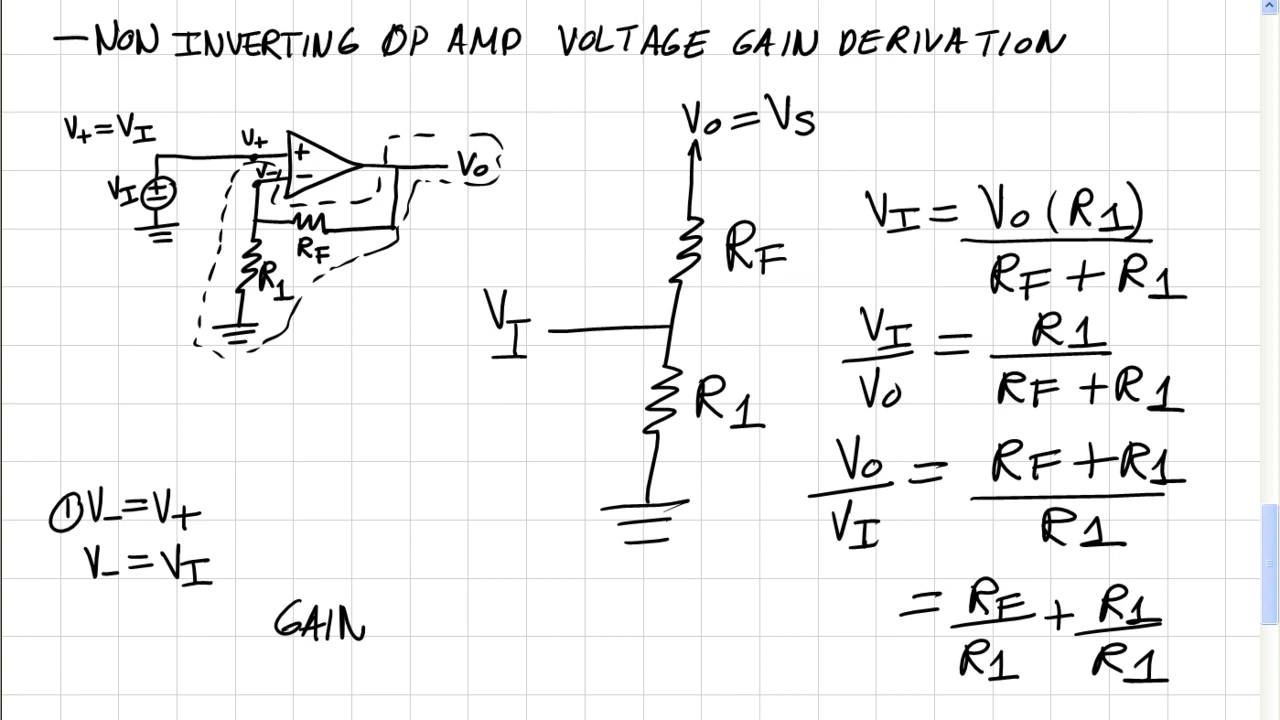 — NON INVERTING OP AMP VOLTAGE GAIN DERIVATION
V+ = VI
V+
+
V-
−
VI
Vo
RF
R1
Vo = VS
RF
VI
R1
VI = Vo (R1)
RF + R1
VI = R1
Vo RF + R1
Vo = RF + R1
VI R1
= RF + R1
R1 R1
① V- = V+
V- = VI
GAIN